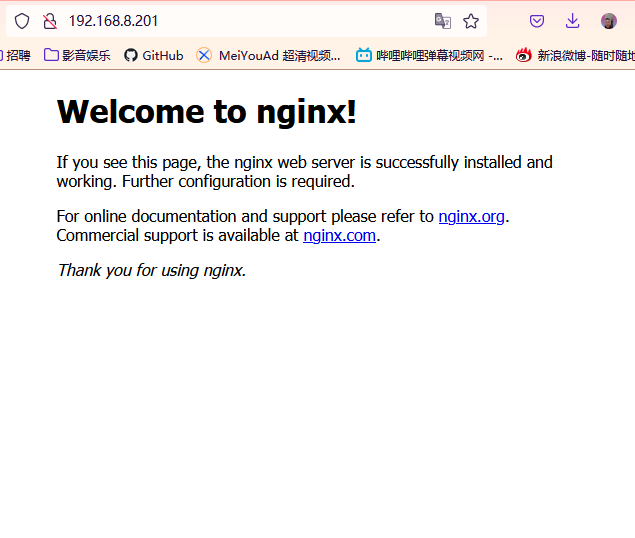 192.168.8.201
招聘 影音娱乐 GitHub MeiYouAd 超清视频... 哔哩哔哩弹幕视频网 -... 新浪微博-随时随地
Welcome to nginx!
If you see this page, the nginx web server is successfully installed and
working. Further configuration is required.
For online documentation and support please refer to nginx.org.
Commercial support is available at nginx.com.
Thank you for using nginx.